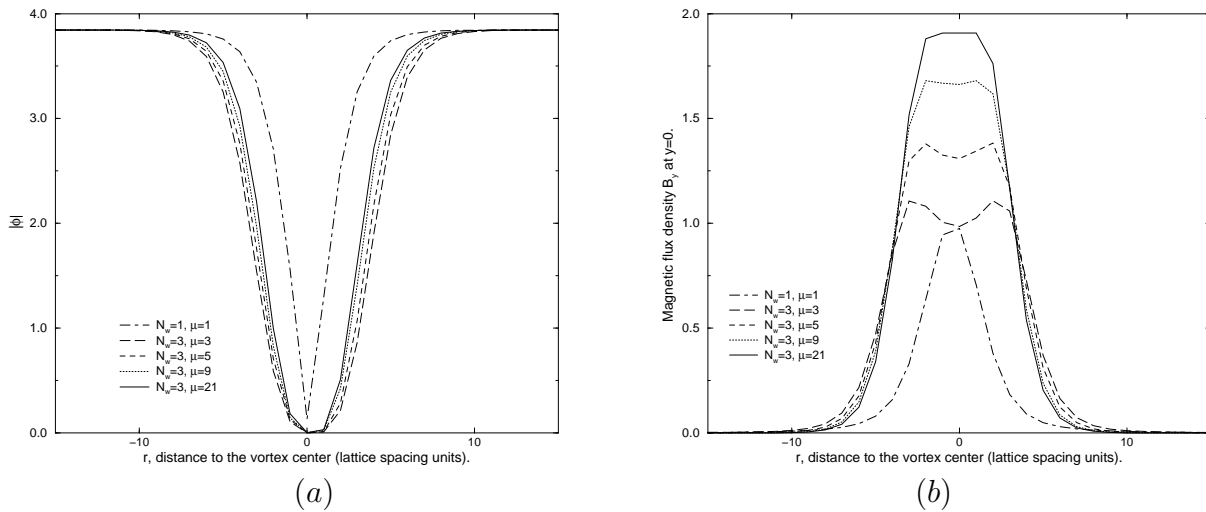 4.0
3.0
2.0
1.0
0.0
|ϕ|
N_w=1, μ=1
N_w=3, μ=3
N_w=3, μ=5
N_w=3, μ=9
N_w=3, μ=21
−10 0 10
r, distance to the vortex center (lattice spacing units).
(a)
2.0
1.5
1.0
0.5
0.0
Magnetic flux density B_y at y=0.
N_w=1, μ=1
N_w=3, μ=3
N_w=3, μ=5
N_w=3, μ=9
N_w=3, μ=21
−10 0 10
r, distance to the vortex center (lattice spacing units).
(b)